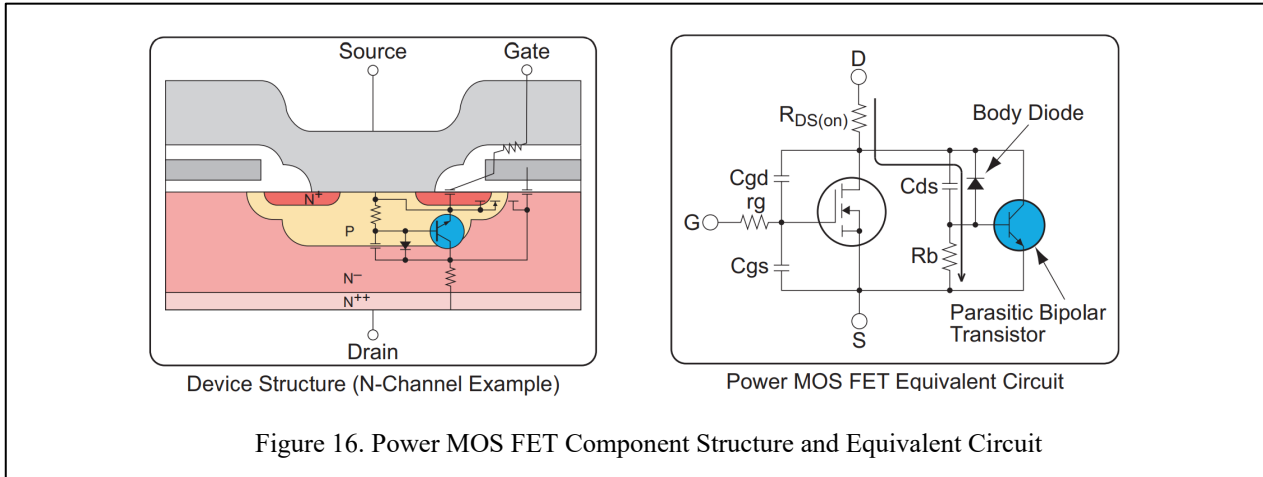 Source
Gate
N+
P
N−
N++
Drain
Device Structure (N-Channel Example)
D
RDS(on)
Body Diode
Cgd
Cds
rg
G
Rb
Cgs
Parasitic Bipolar
Transistor
S
Power MOS FET Equivalent Circuit
Figure 16. Power MOS FET Component Structure and Equivalent Circuit